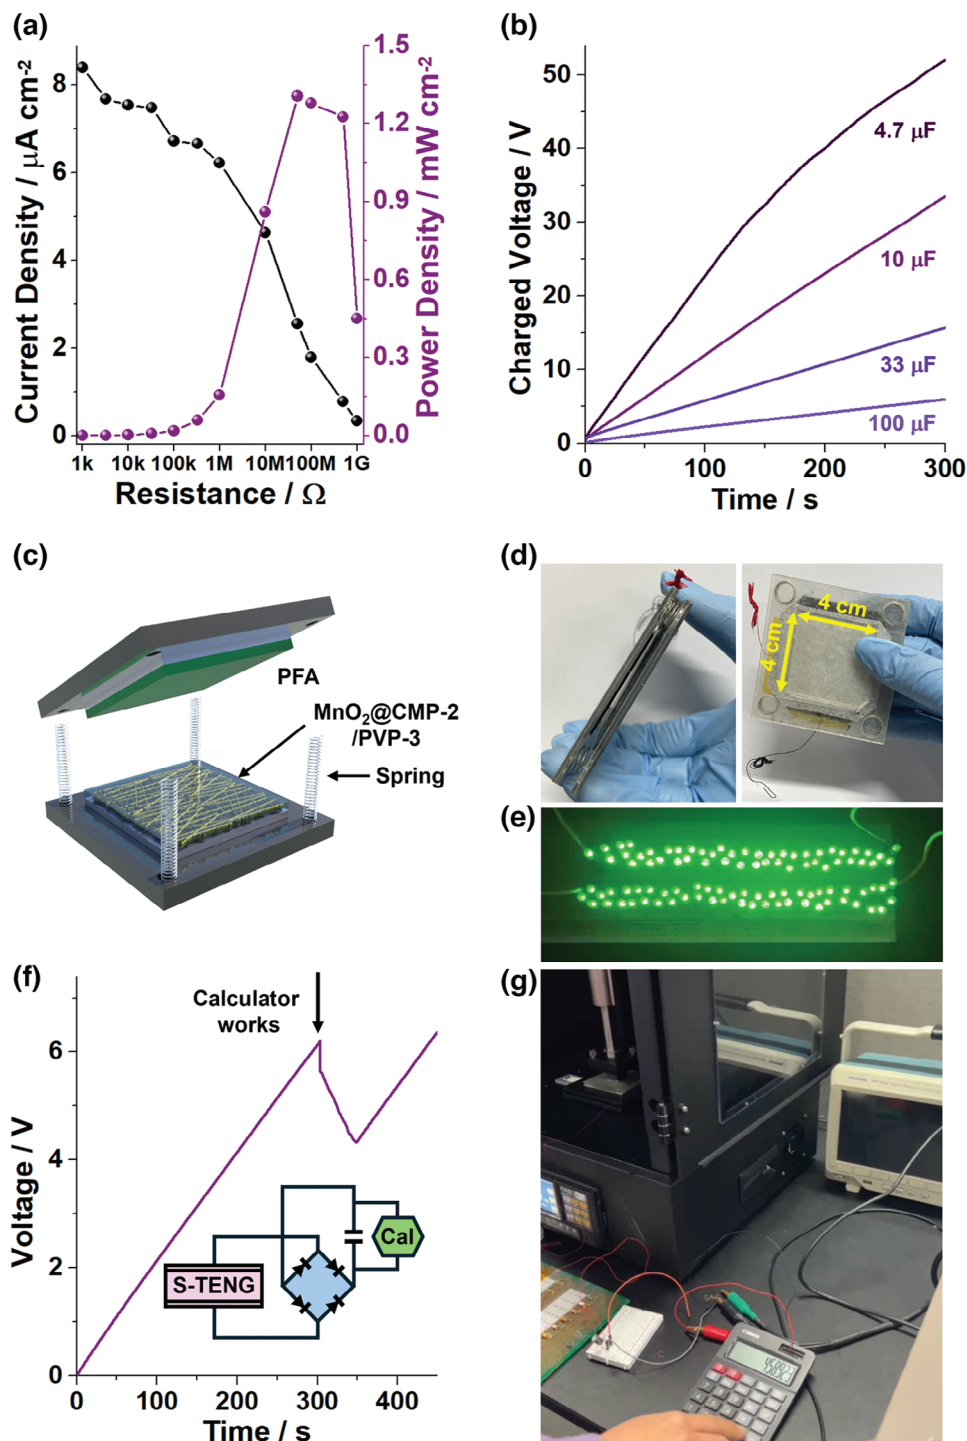 (a)
Current Density / μA cm-2
8
6
4
2
0
Power Density / mW cm-2
1.5
1.2
0.9
0.6
0.3
0.0
1k 10k 100k 1M 10M 100M 1G
Resistance / Ω
(b)
Charged Voltage / V
50
40
30
20
10
0
4.7 μF
10 μF
33 μF
100 μF
0 100 200 300
Time / s
(c)
PFA
MnO2@CMP-2
/PVP-3
Spring
(d)
4 cm
4 cm
(e)
(f)
Calculator
works
Voltage / V
6
4
2
0
S-TENG
Cal
0 100 200 300 400
Time / s
(g)